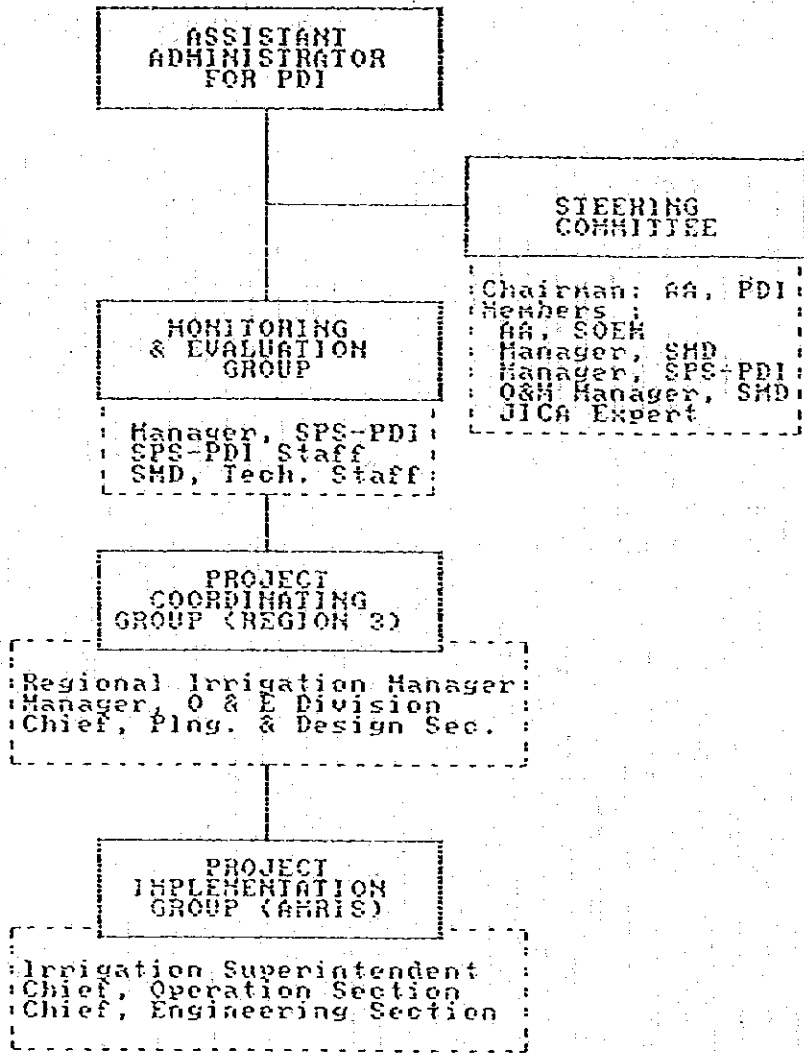 ASSISTANT
ADMINISTRATOR
FOR PDI
STEERING
COMMITTEE
Chairman: AA, PDI
Members :
AA, SOEM
Manager, SMD
Manager, SPS-PDI
O&M Manager, SMD
JICA Expert
MONITORING
& EVALUATION
GROUP
Manager, SPS-PDI
SPS-PDI Staff
SMD, Tech. Staff
PROJECT
COORDINATING
GROUP (REGION 3)
Regional Irrigation Manager
Manager, O & E Division
Chief, Plng. & Design Sec.
PROJECT
IMPLEMENTATION
GROUP (AMRIS)
Irrigation Superintendent
Chief, Operation Section
Chief, Engineering Section